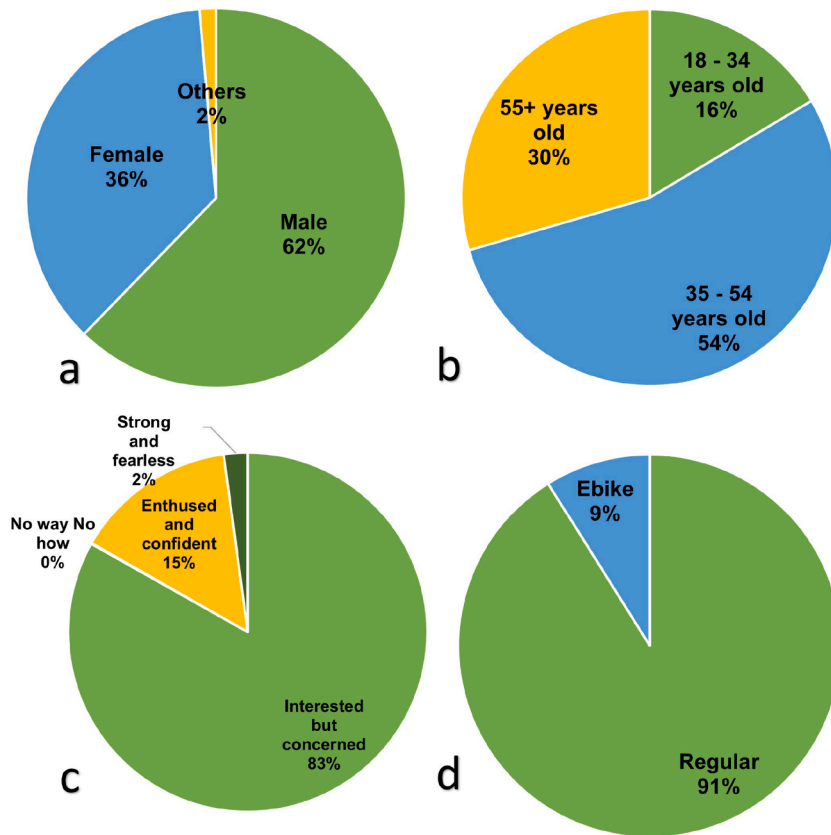 Others
2%
Female
36%
Male
62%
a
18 - 34
years old
16%
55+ years
old
30%
35 - 54
years old
54%
b
Strong
and
fearless
2%
No way No
how
0%
Enthused
and
confident
15%
Interested
but
concerned
83%
c
Ebike
9%
Regular
91%
d